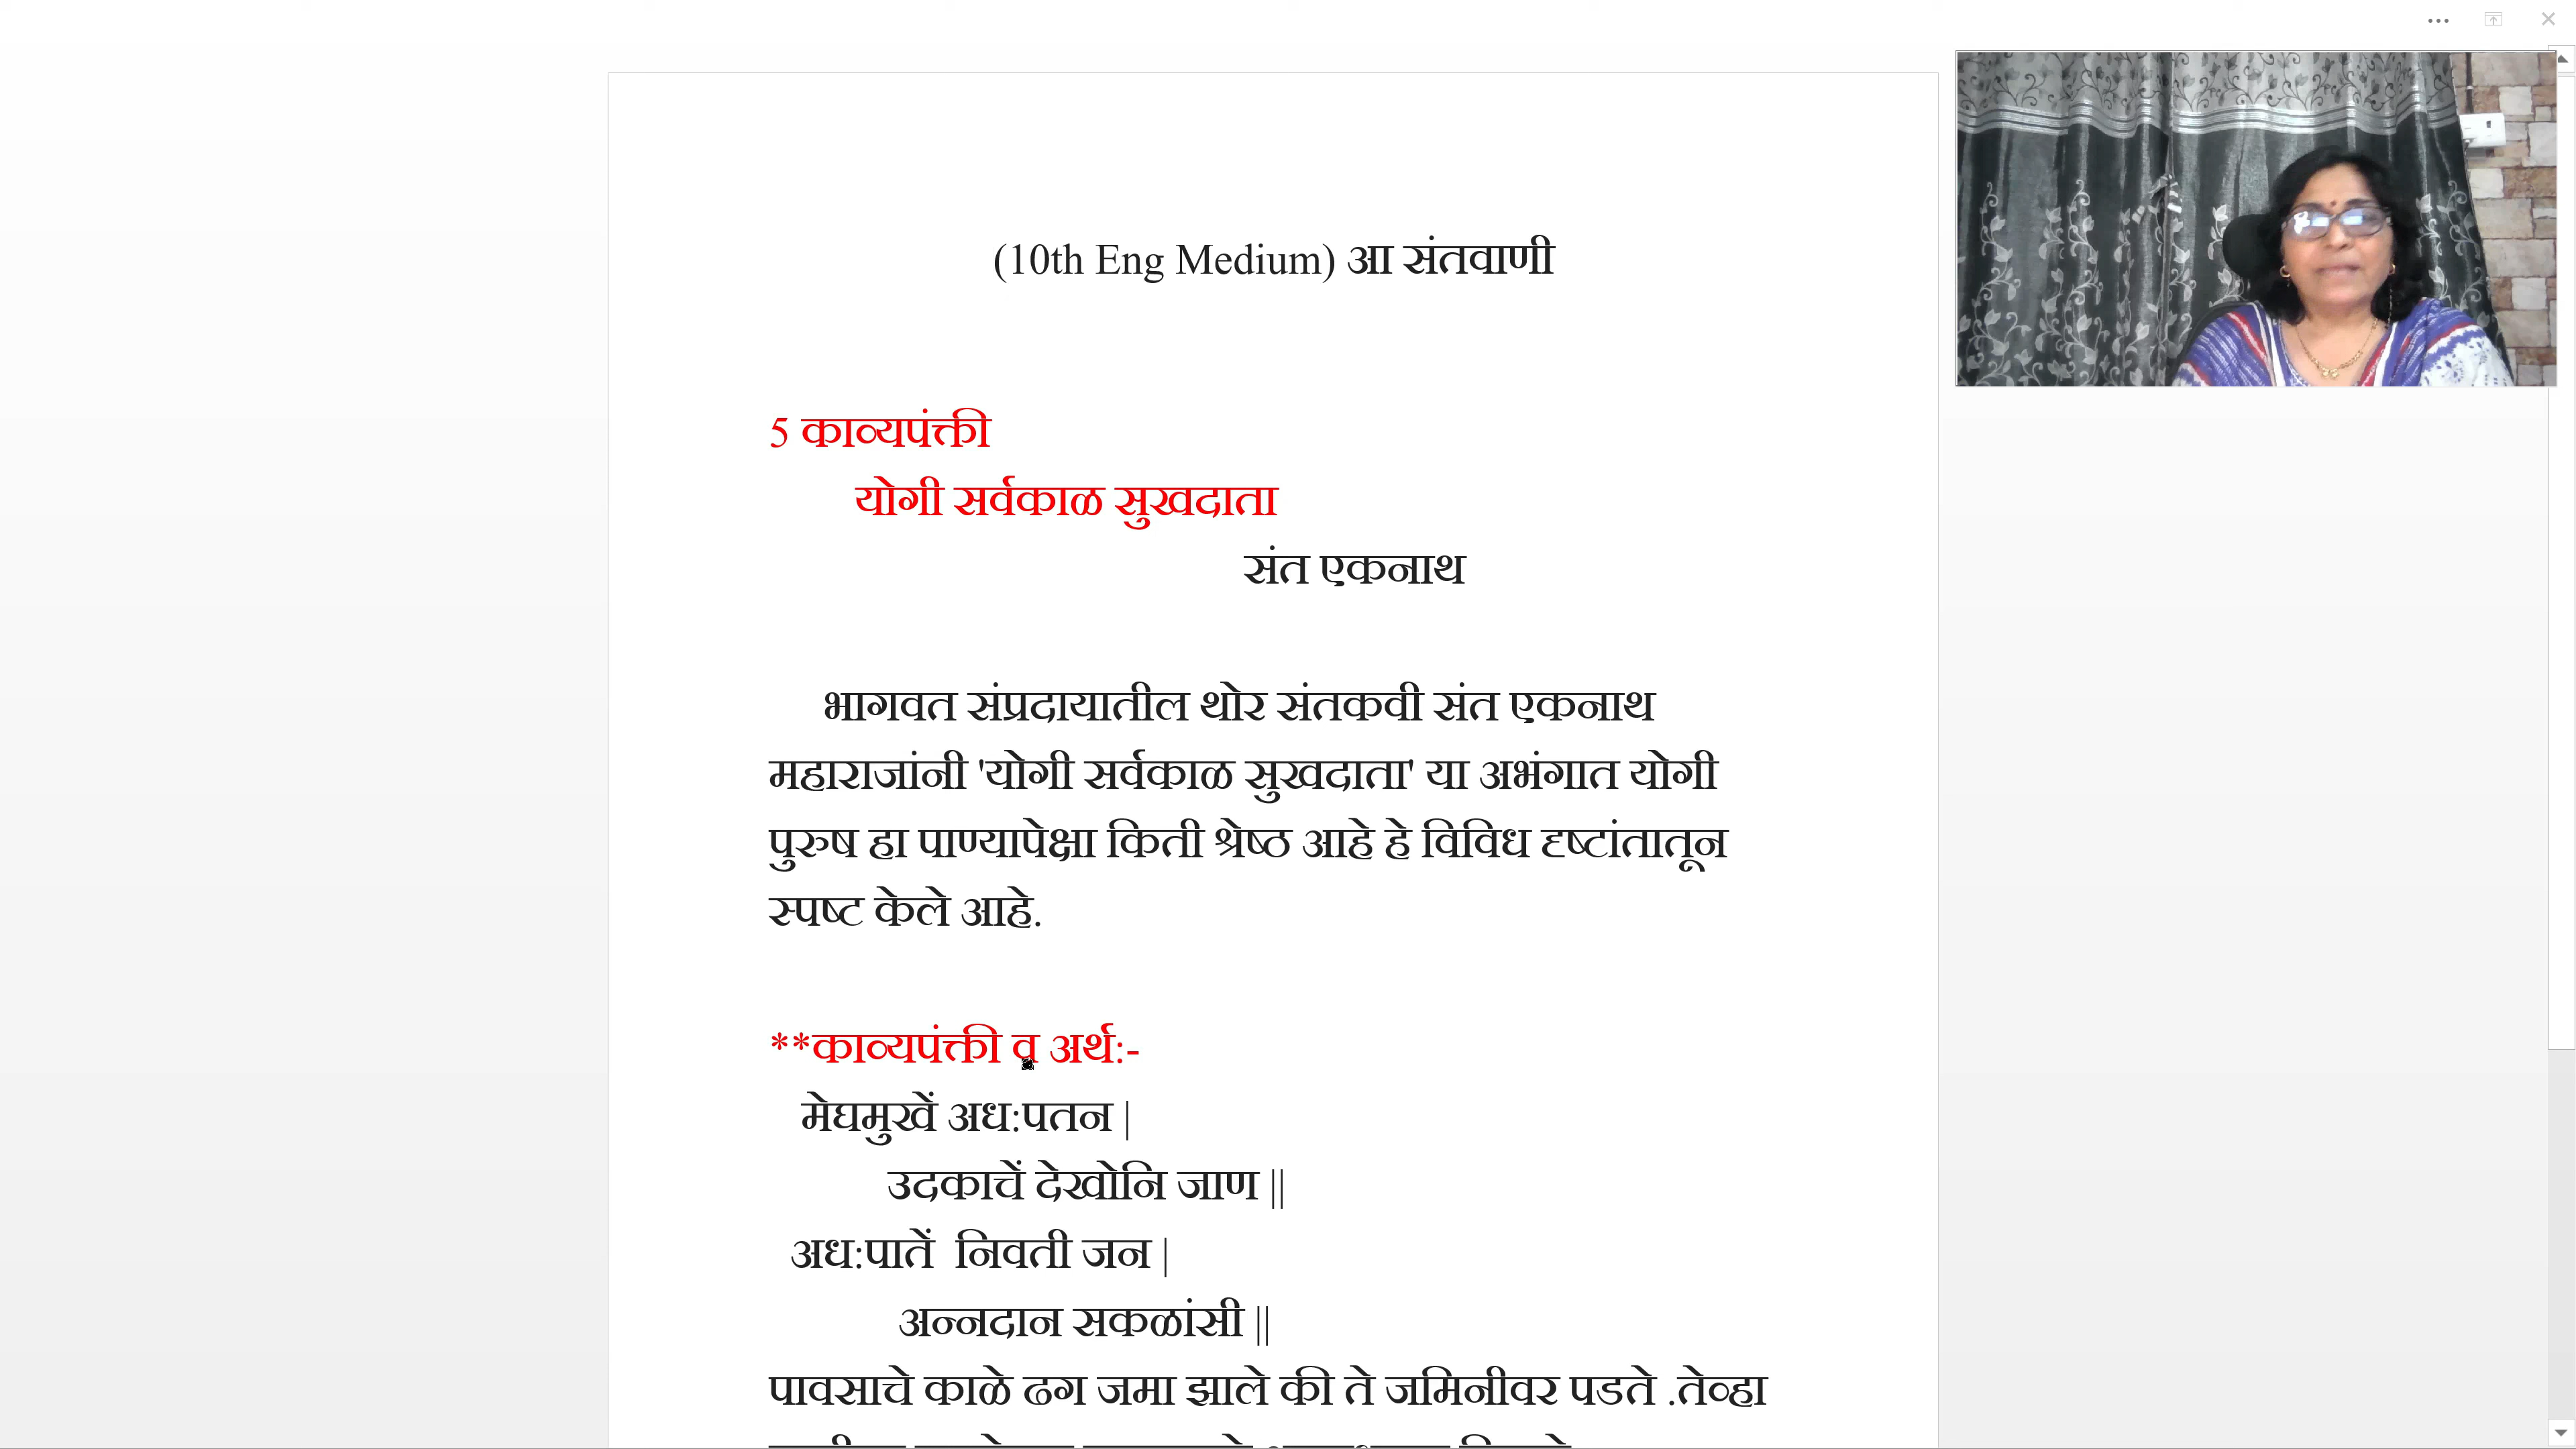 (10th Eng Medium) आ संतवाणी
5 काव्यपंक्ती
योगी सर्वकाळ सुखदाता
संत एकनाथ
भागवत संप्रदायातील थोर संतकवी संत एकनाथ
महाराजांनी 'योगी सर्वकाळ सुखदाता' या अभंगात योगी
पुरुष हा पाण्यापेक्षा किती श्रेष्ठ आहे हे विविध दृष्टांतातून
स्पष्ट केले आहे.
**काव्यपंक्ती व अर्थ:-
मेघमुखें अध:पतन |
उदकाचें देखोनि जाण ||
अध:पातें निवती जन |
अन्नदान सकळांसी ||
पावसाचे काळे ढग जमा झाले की ते जमिनीवर पडते .तेव्हा